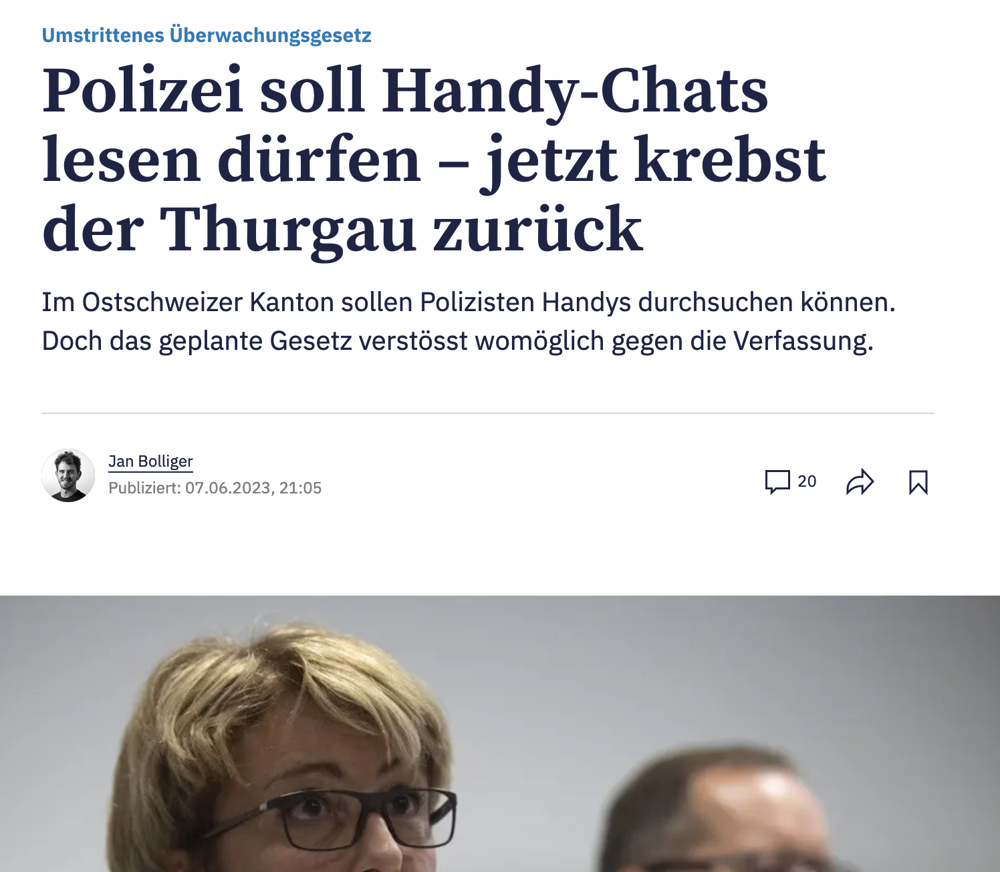 Umstrittenes Überwachungsgesetz
Polizei soll Handy-Chats
lesen dürfen – jetzt krebst
der Thurgau zurück
Im Ostschweizer Kanton sollen Polizisten Handys durchsuchen können.
Doch das geplante Gesetz verstösst womöglich gegen die Verfassung.
Jan Bolliger
Publiziert: 07.06.2023, 21:05
20